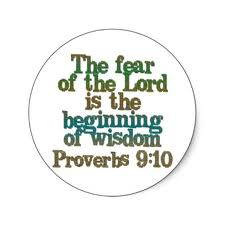 The fear
of the Lord
is the
beginning
of wisdom
Proverbs 9:10